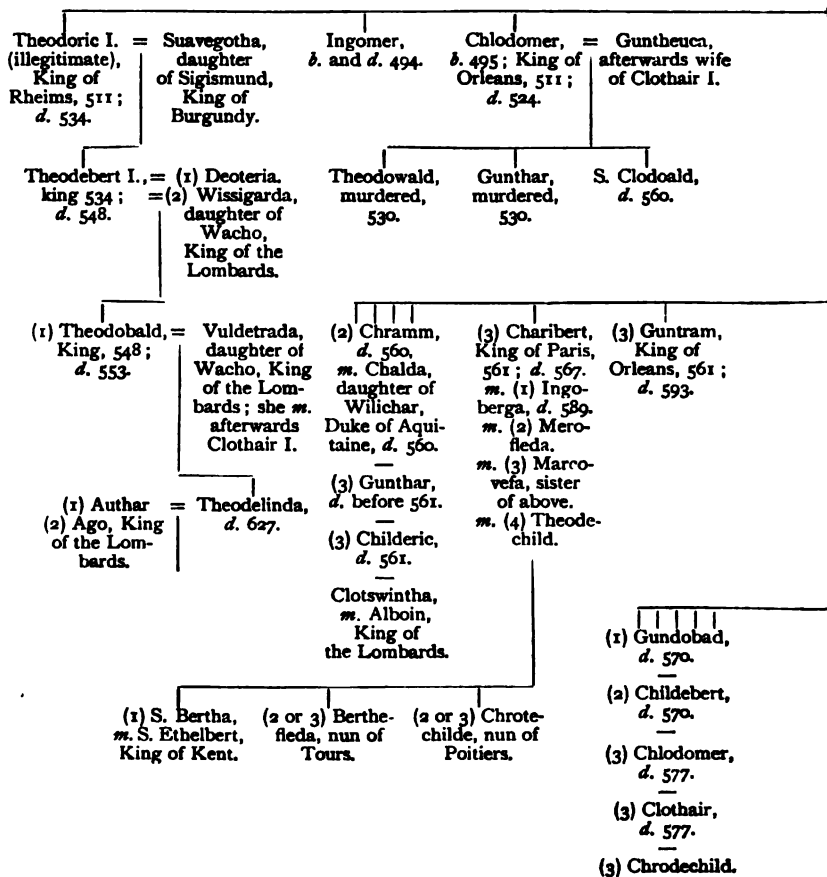 Theodoric I.
(illegitimate),
King of
Rheims, 511;
d. 534.
=
Suavegotha,
daughter
of Sigismund,
King of
Burgundy.
Ingomer,
b. and d. 494.
Chlodomer,
b. 495; King of
Orleans, 511;
d. 524.
=
Guntheuca,
afterwards wife
of Clothair I.
Theodebert I.,
king 534;
d. 548.
= (1) Deoteria.
=(2) Wissigarda,
daughter of
Wacho,
King of the
Lombards.
Theodowald,
murdered,
530.
Gunthar,
murdered,
530.
S. Clodoald,
d. 560.
(1) Theodobald,
King, 548;
d. 553.
=
Vuldetrada,
daughter of
Wacho, King
of the Lom-
bards; she m.
afterwards
Clothair I.
(2) Chramm,
d. 560,
m. Chalda,
daughter of
Wilichar,
Duke of Aqui-
taine, d. 560.
—
(3) Gunthar,
d. before 561.
—
(3) Childeric,
d. 561.
—
Clotswintha,
m. Alboin,
King of
the Lombards.
(3) Charibert,
King of Paris,
561; d. 567.
m. (1) Ingo-
berga, d. 589.
m. (2) Mero-
fleda.
m. (3) Marco-
vefa, sister
of above.
m. (4) Theode-
child.
(3) Guntram,
King of
Orleans, 561;
d. 593.
(1) Authar
(2) Ago, King
of the Lom-
bards.
=
Theodelinda,
d. 627.
(1) S. Bertha,
m. S. Ethelbert,
King of Kent.
(2 or 3) Berthe-
fleda, nun of
Tours.
(2 or 3) Chrote-
childe, nun of
Poitiers.
(1) Gundobad,
d. 570.
—
(2) Childebert,
d. 570.
—
(3) Chlodomer,
d. 577.
—
(3) Clothair,
d. 577.
—
(3) Chrodechild.